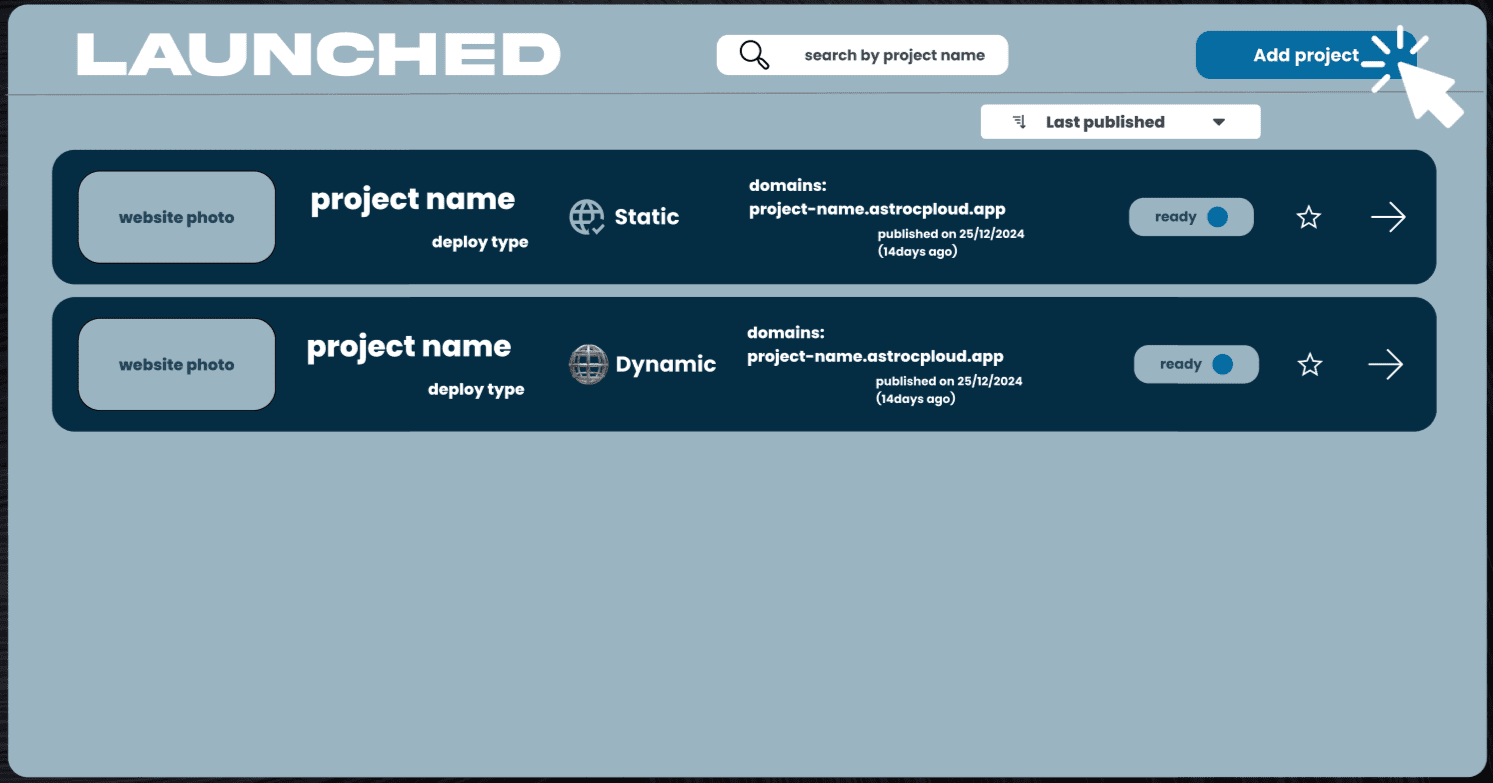 LAUNCHED
search by project name
Add project
Last published
website photo
project name
deploy type
Static
domains:
project-name.astrocploud.app
published on 25/12/2024
(14days ago)
ready
website photo
project name
deploy type
Dynamic
domains:
project-name.astrocploud.app
published on 25/12/2024
(14days ago)
ready